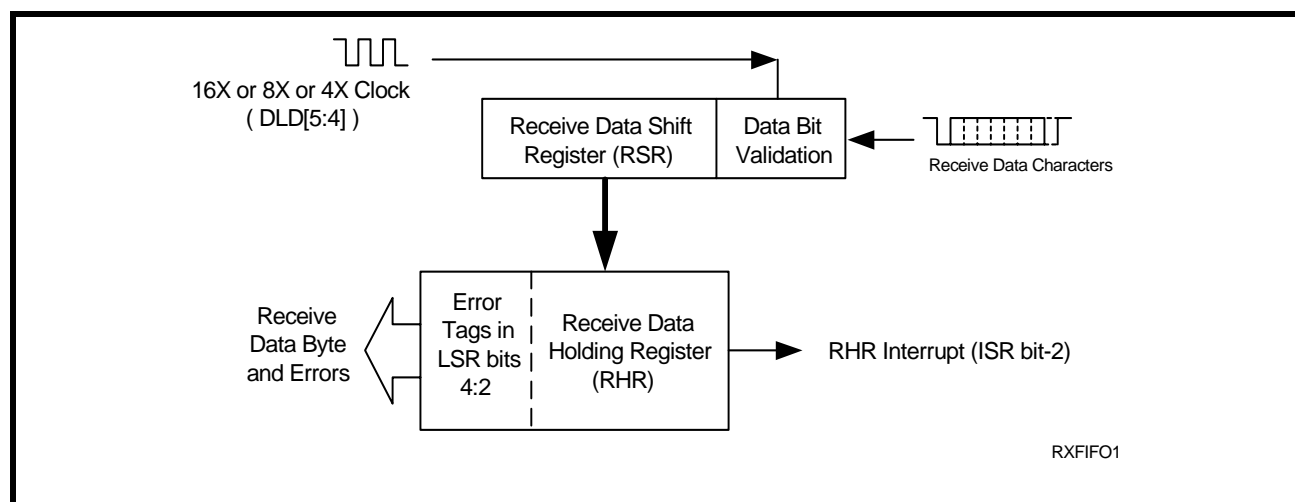 16X or 8X or 4X Clock
( DLD[5:4] )
Receive Data Shift
Register (RSR)
Data Bit
Validation
Receive Data Characters
Receive
Data Byte
and Errors
Error
Tags in
LSR bits
4:2
Receive Data
Holding Register
(RHR)
RHR Interrupt (ISR bit-2)
RXFIFO1